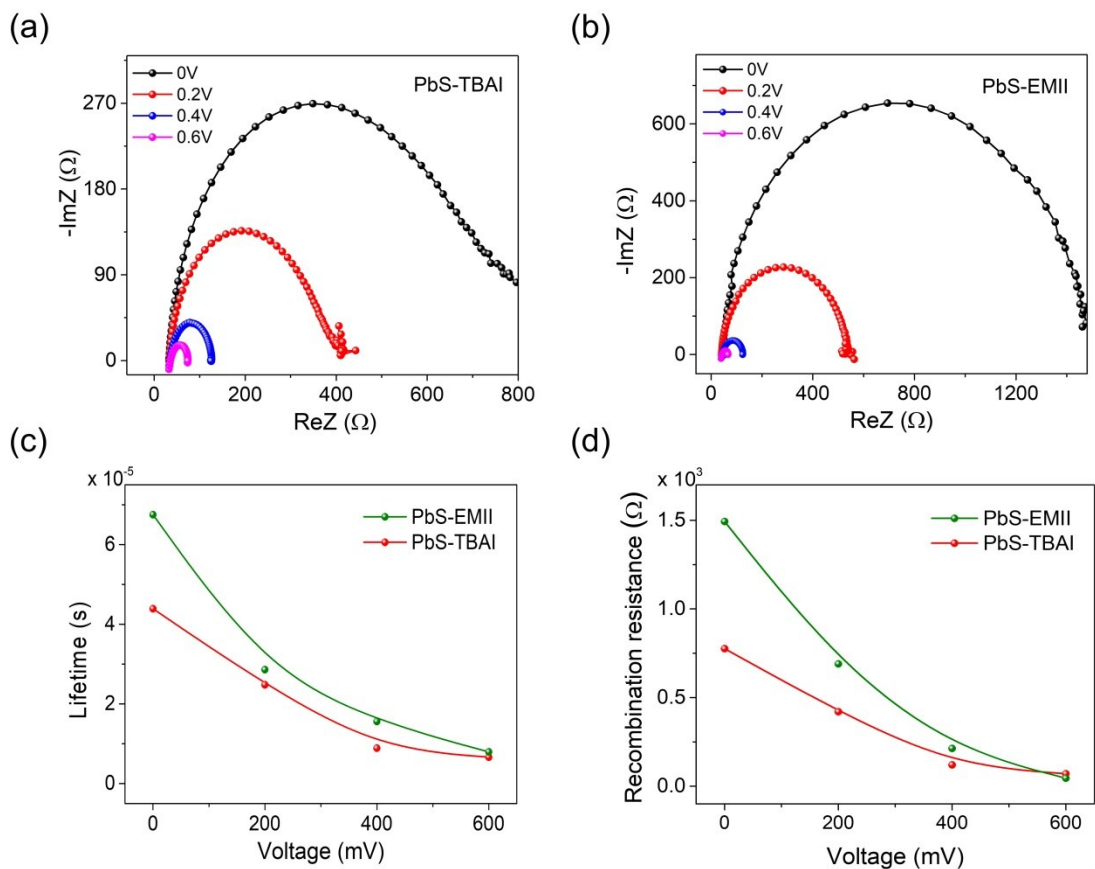 (a)
PbS-TBAI
0V
0.2V
0.4V
0.6V
270
180
90
0
-ImZ (Ω)
0 200 400 600 800
ReZ (Ω)
(b)
PbS-EMII
0V
0.2V
0.4V
0.6V
600
400
200
0
-ImZ (Ω)
0 400 800 1200
ReZ (Ω)
(c)
x 10⁻⁵
PbS-EMII
PbS-TBAI
6
4
2
0
Lifetime (s)
0 200 400 600
Voltage (mV)
(d)
x 10³
PbS-EMII
PbS-TBAI
1.5
1.0
0.5
0.0
Recombination resistance (Ω)
0 200 400 600
Voltage (mV)